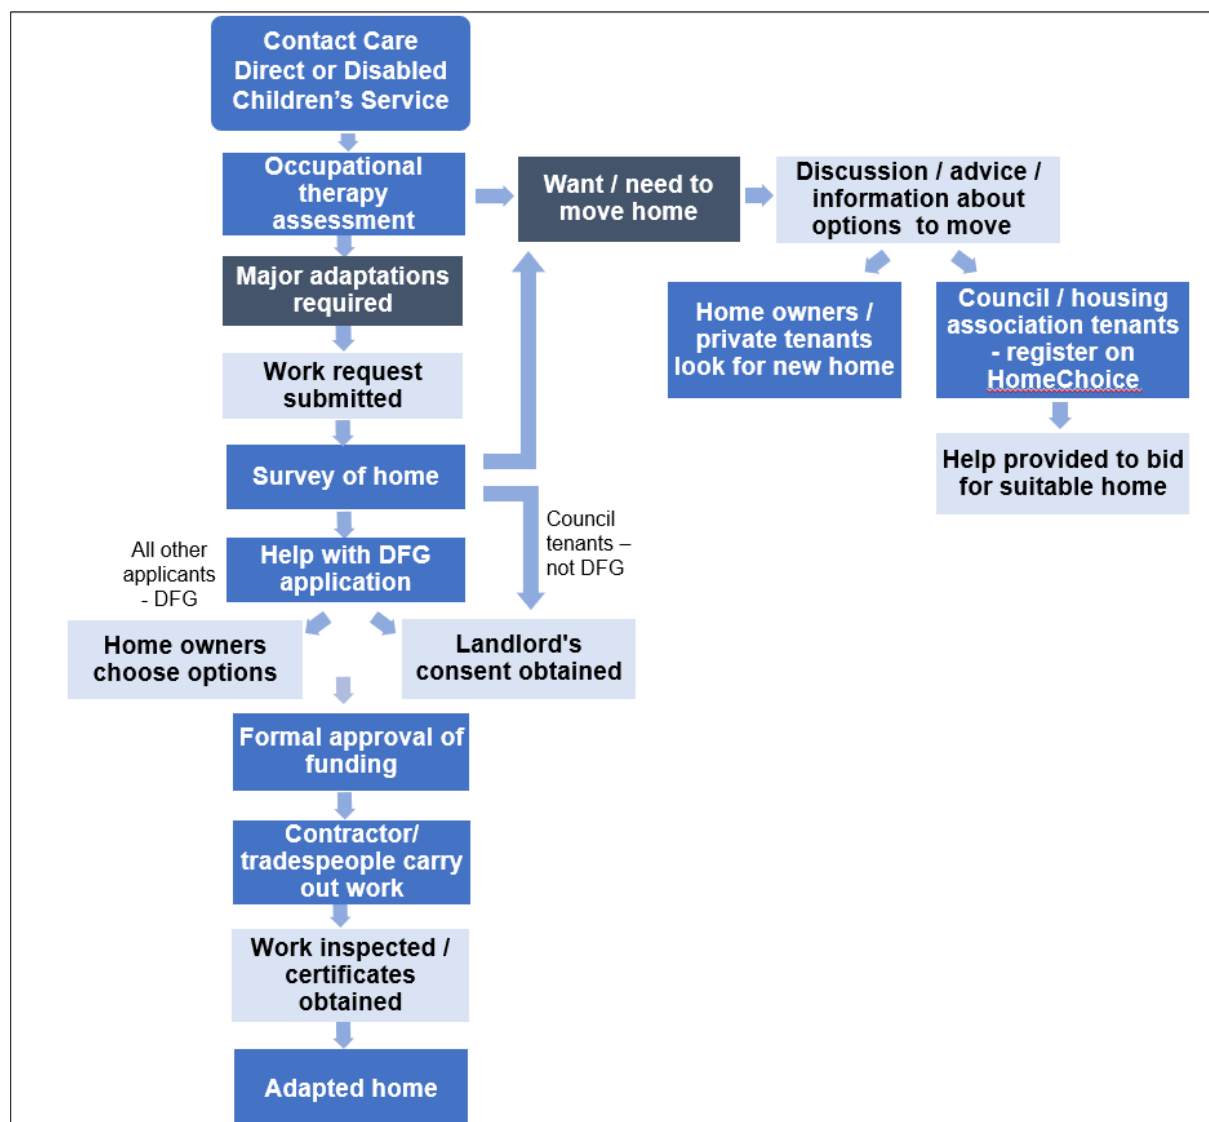 Contact Care
Direct or Disabled
Children’s Service
Occupational
therapy
assessment
Want / need to
move home
Discussion / advice /
information about
options to move
Major adaptations
required
Home owners /
private tenants
look for new home
Council / housing
association tenants
- register on
HomeChoice
Work request
submitted
Help provided to bid
for suitable home
Survey of home
All other
applicants
- DFG
Help with DFG
application
Council
tenants –
not DFG
Home owners
choose options
Landlord's
consent obtained
Formal approval of
funding
Contractor/
tradespeople carry
out work
Work inspected /
certificates
obtained
Adapted home